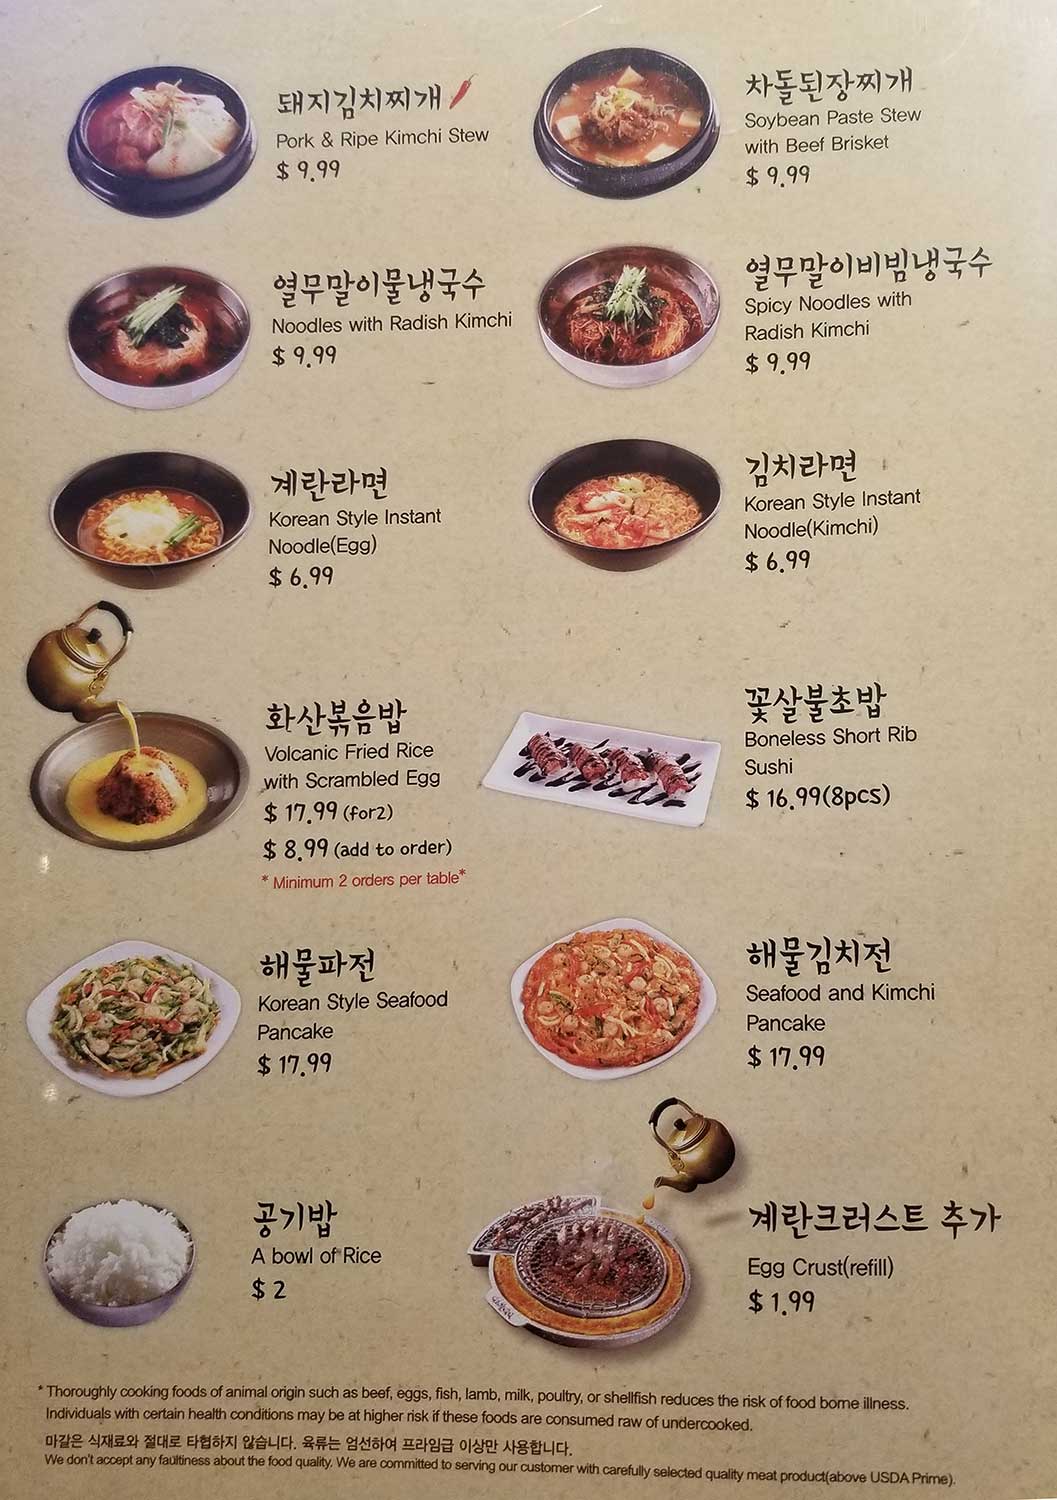 돼지김치찌개
Pork & Ripe Kimchi Stew
$ 9.99
차돌된장찌개
Soybean Paste Stew
with Beef Brisket
$ 9.99
열무말이물냉국수
Noodles with Radish Kimchi
$ 9.99
열무말이비빔냉국수
Spicy Noodles with
Radish Kimchi
$ 9.99
계란라면
Korean Style Instant
Noodle(Egg)
$ 6.99
김치라면
Korean Style Instant
Noodle(Kimchi)
$ 6.99
화산볶음밥
Volcanic Fried Rice
with Scrambled Egg
$ 17.99 (for2)
$ 8.99 (add to order)
* Minimum 2 orders per table*
꽃살불초밥
Boneless Short Rib
Sushi
$ 16.99(8pcs)
해물파전
Korean Style Seafood
Pancake
$ 17.99
해물김치전
Seafood and Kimchi
Pancake
$ 17.99
공기밥
A bowl of Rice
$ 2
계란크러스트 추가
Egg Crust(refill)
$ 1.99
* Thoroughly cooking foods of animal origin such as beef, eggs, fish, lamb, milk, poultry, or shellfish reduces the risk of food borne illness.
Individuals with certain health conditions may be at higher risk if these foods are consumed raw of undercooked.
마갈은 식재료와 절대로 타협하지 않습니다. 육류는 엄선하여 프라임급 이상만 사용합니다.
We don't accept any faultiness about the food quality. We are committed to serving our customer with carefully selected quality meat product(above USDA Prime).